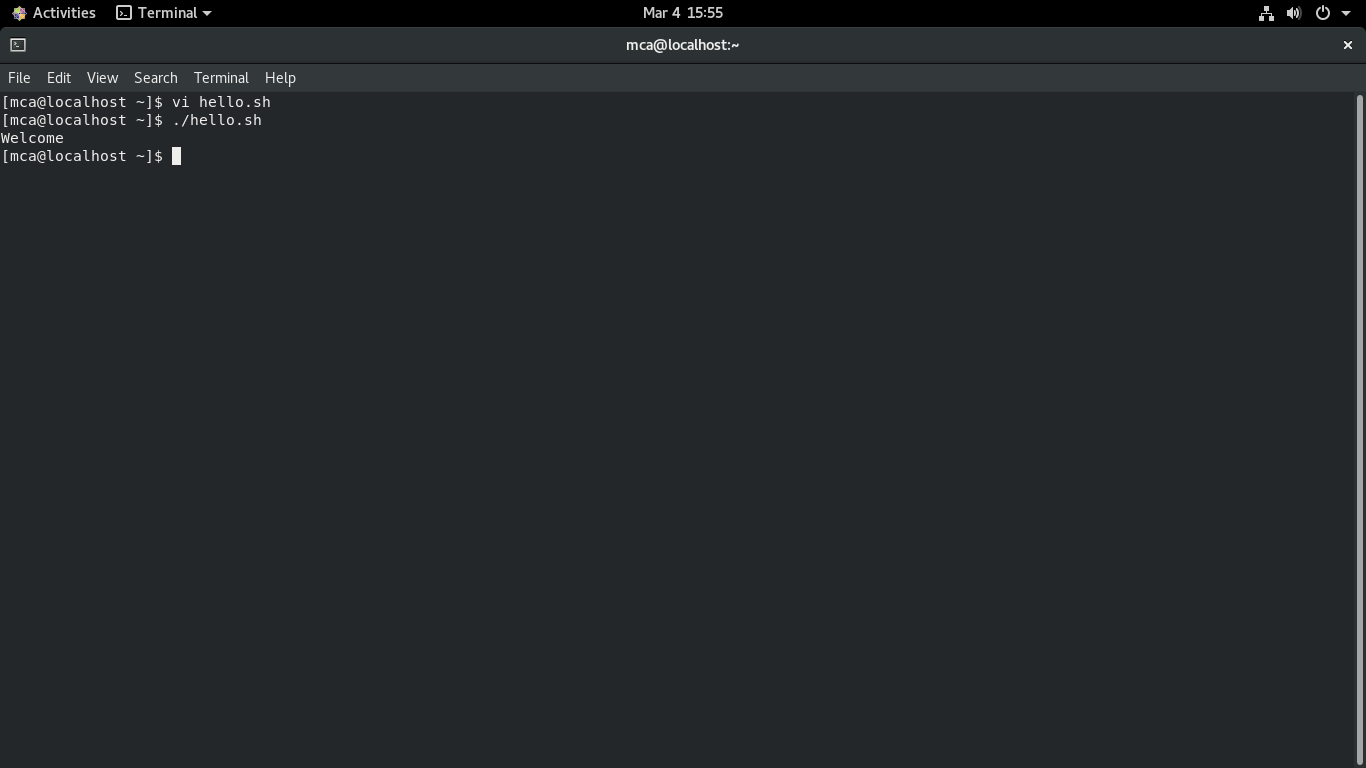 Activities Terminal Mar 4 15:55
mca@localhost:~
File Edit View Search Terminal Help
[mca@localhost ~]$ vi hello.sh
[mca@localhost ~]$ ./hello.sh
Welcome
[mca@localhost ~]$